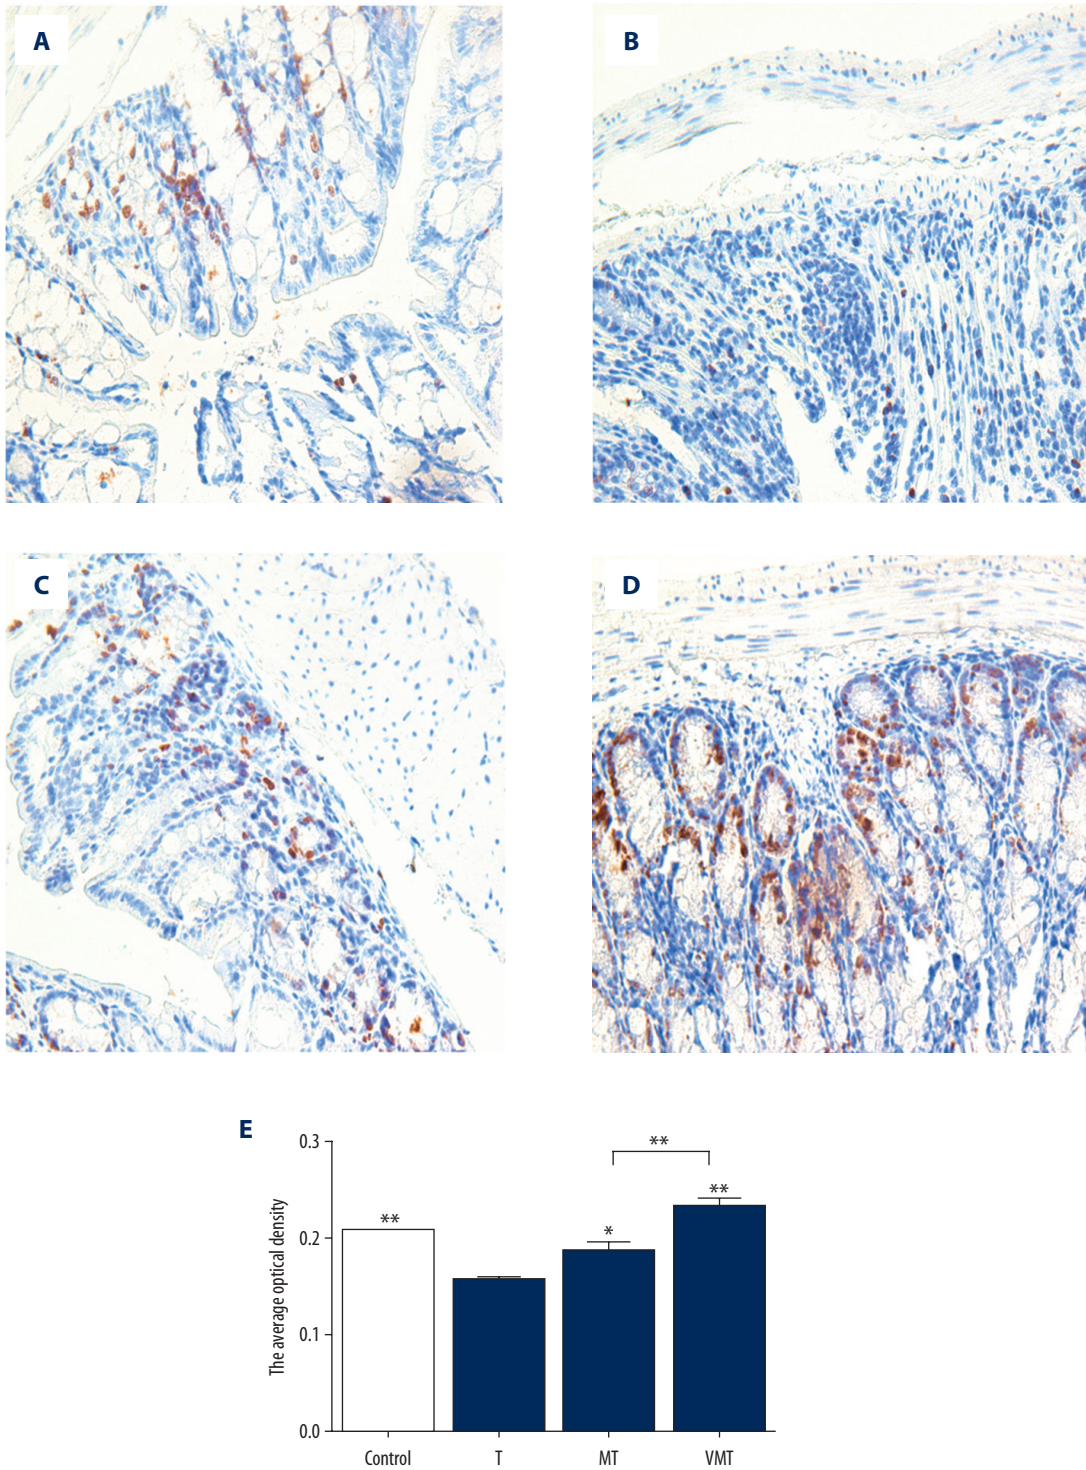 A
B
C
D
E
The average optical density
0.3
0.2
0.1
0.0
**
*
**
**
Control
T
MT
VMT